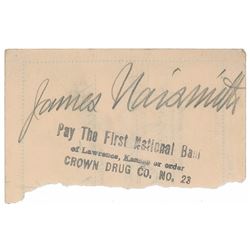 James Naismith
Pay The First National Bank
of Lawrence, Kansas or order
CROWN DRUG CO. NO. 23